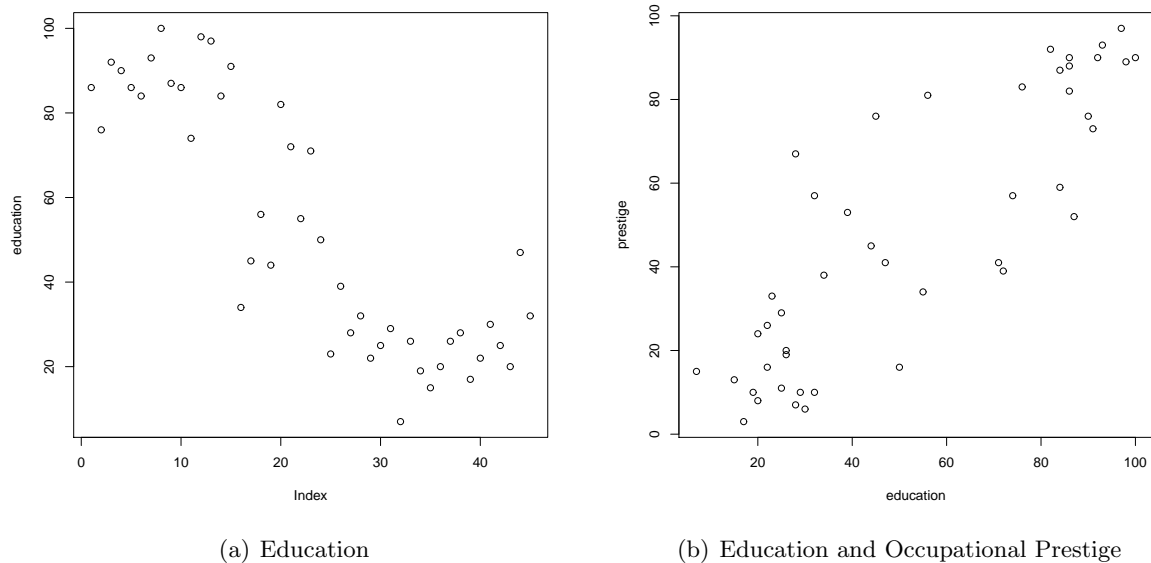 100
80
60
40
20
education
0 10 20 30 40
Index
(a) Education
100
80
60
40
20
0
prestige
20 40 60 80 100
education
(b) Education and Occupational Prestige